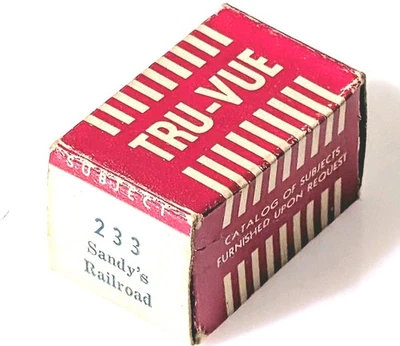 TRU-VUE
SUBJECT
233
Sandy's
Railroad
CATALOG OF SUBJECTS
FURNISHED UPON REQUEST